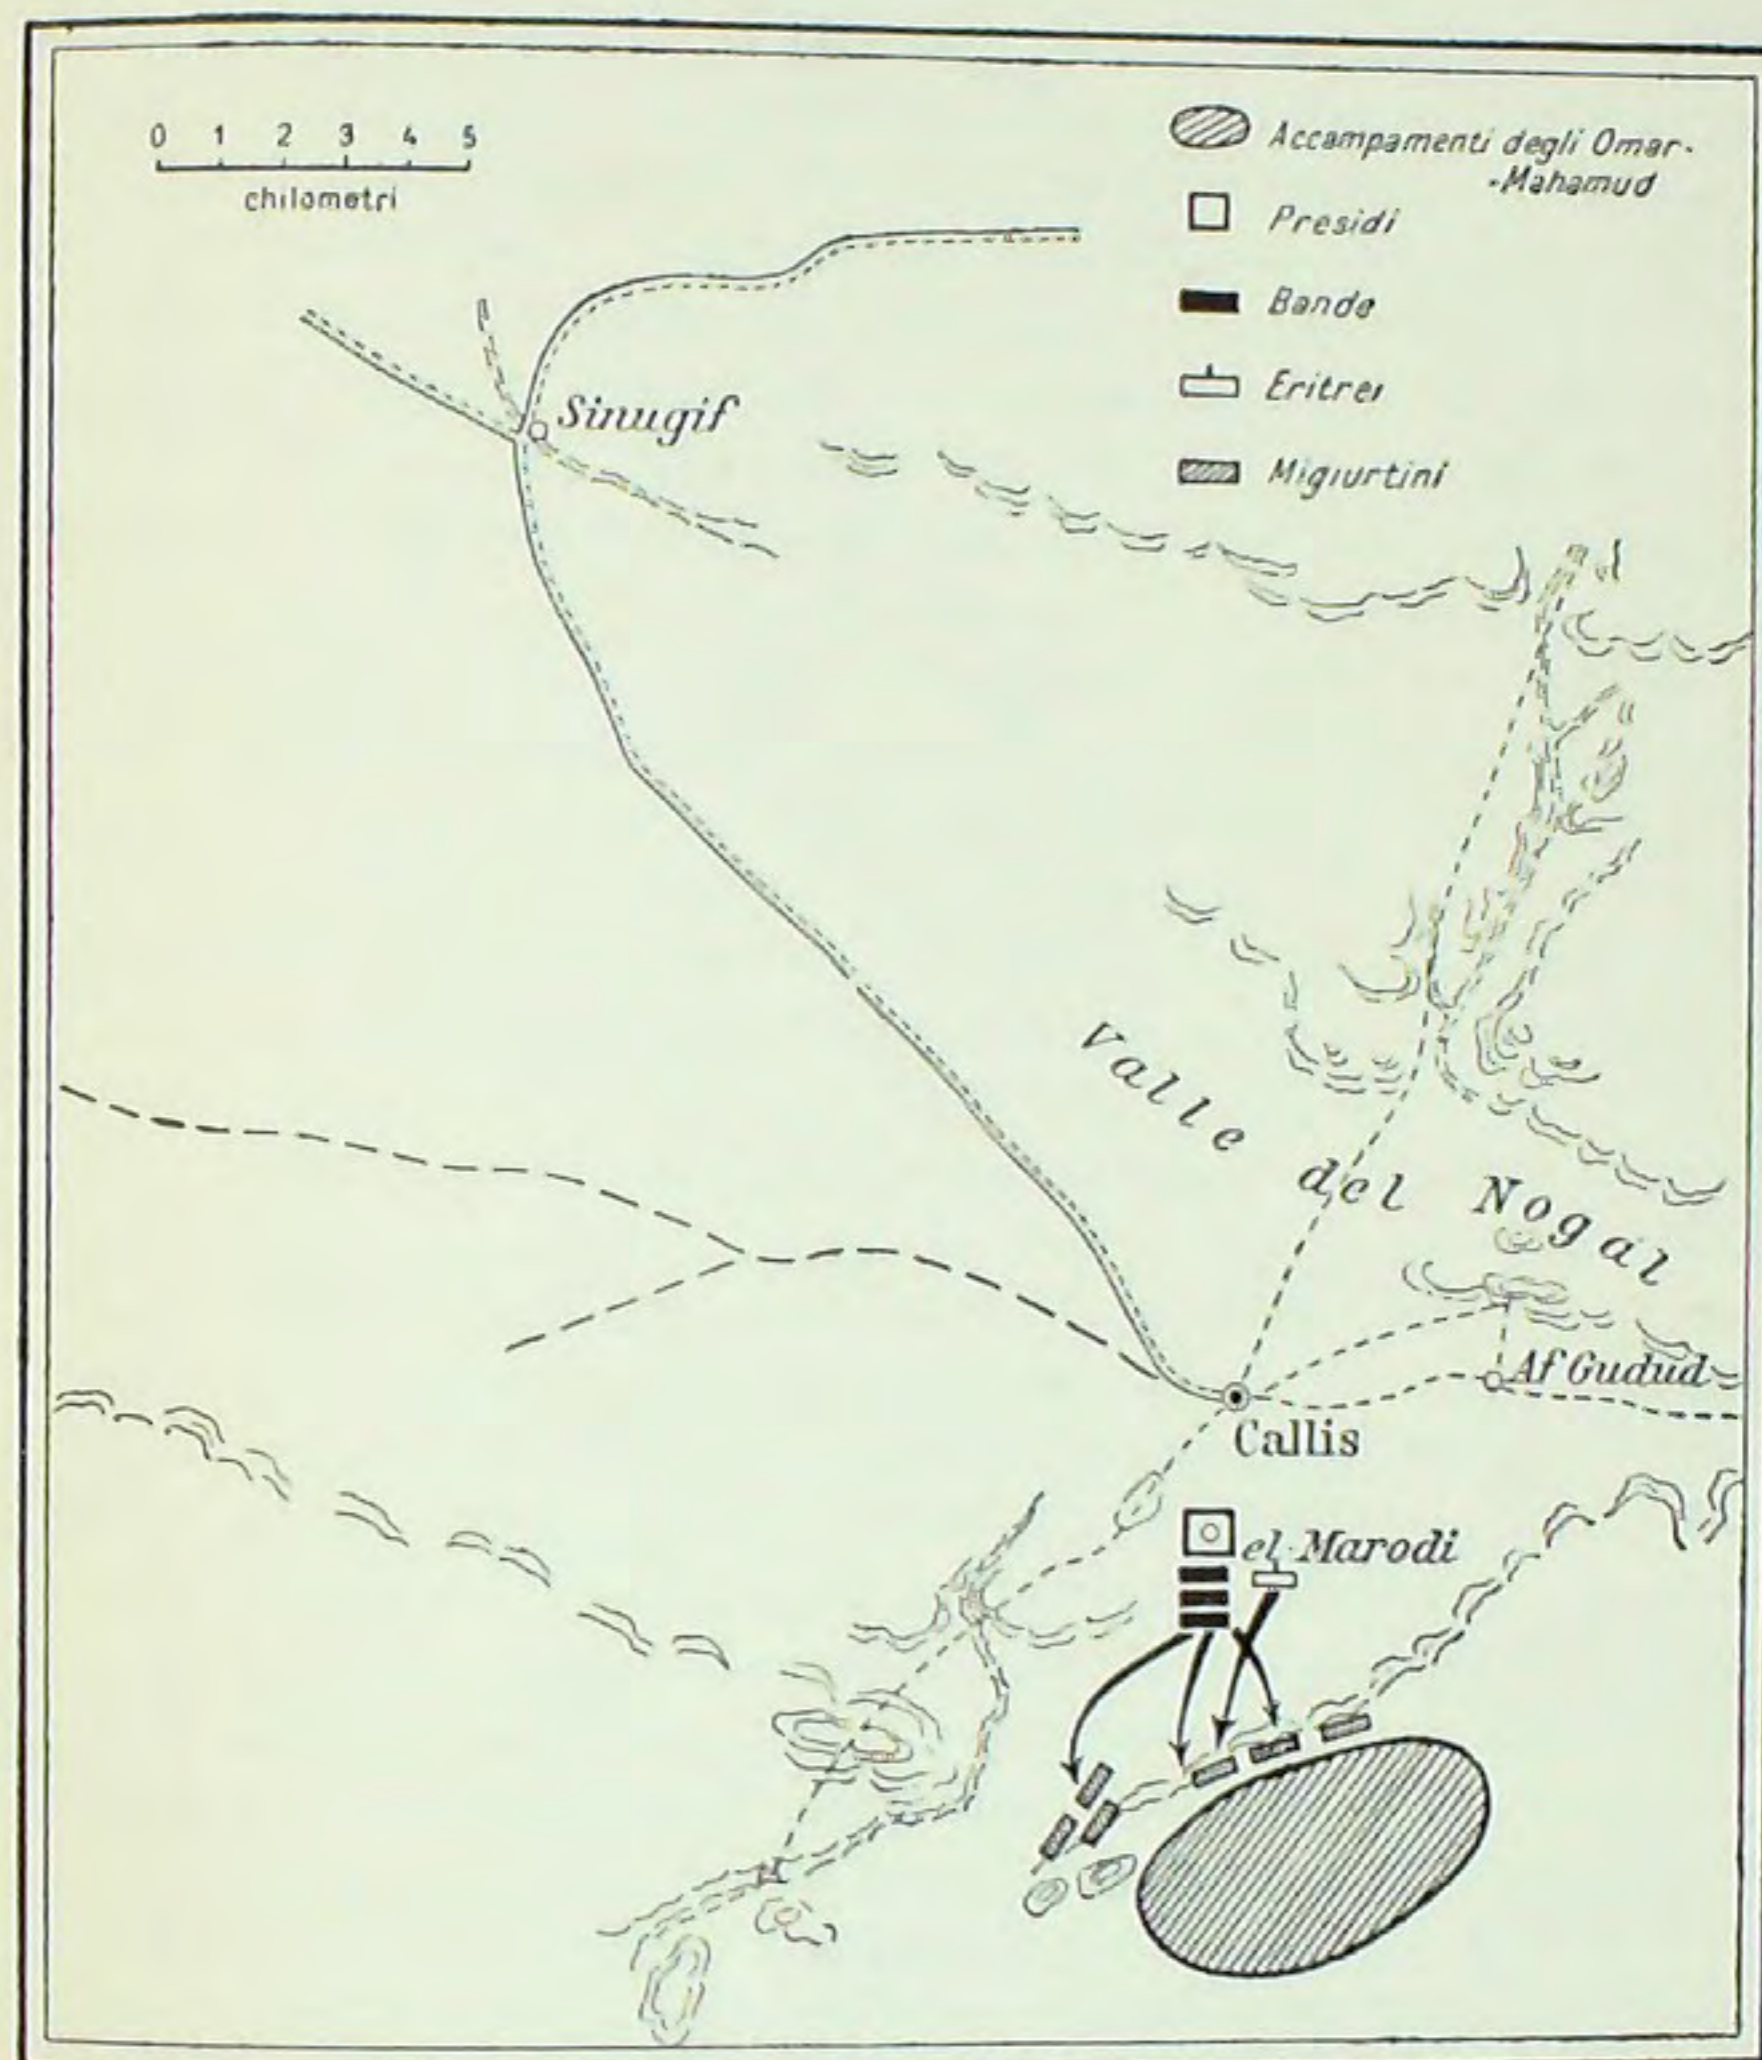 0 1 2 3 4 5
chilometri
Accampamenti degli Omar-
-Mahamud
Presidi
Bande
Eritrei
Migiurtini
Sinugif
Valle del Nogal
Af Gudud
Callis
el Marodi